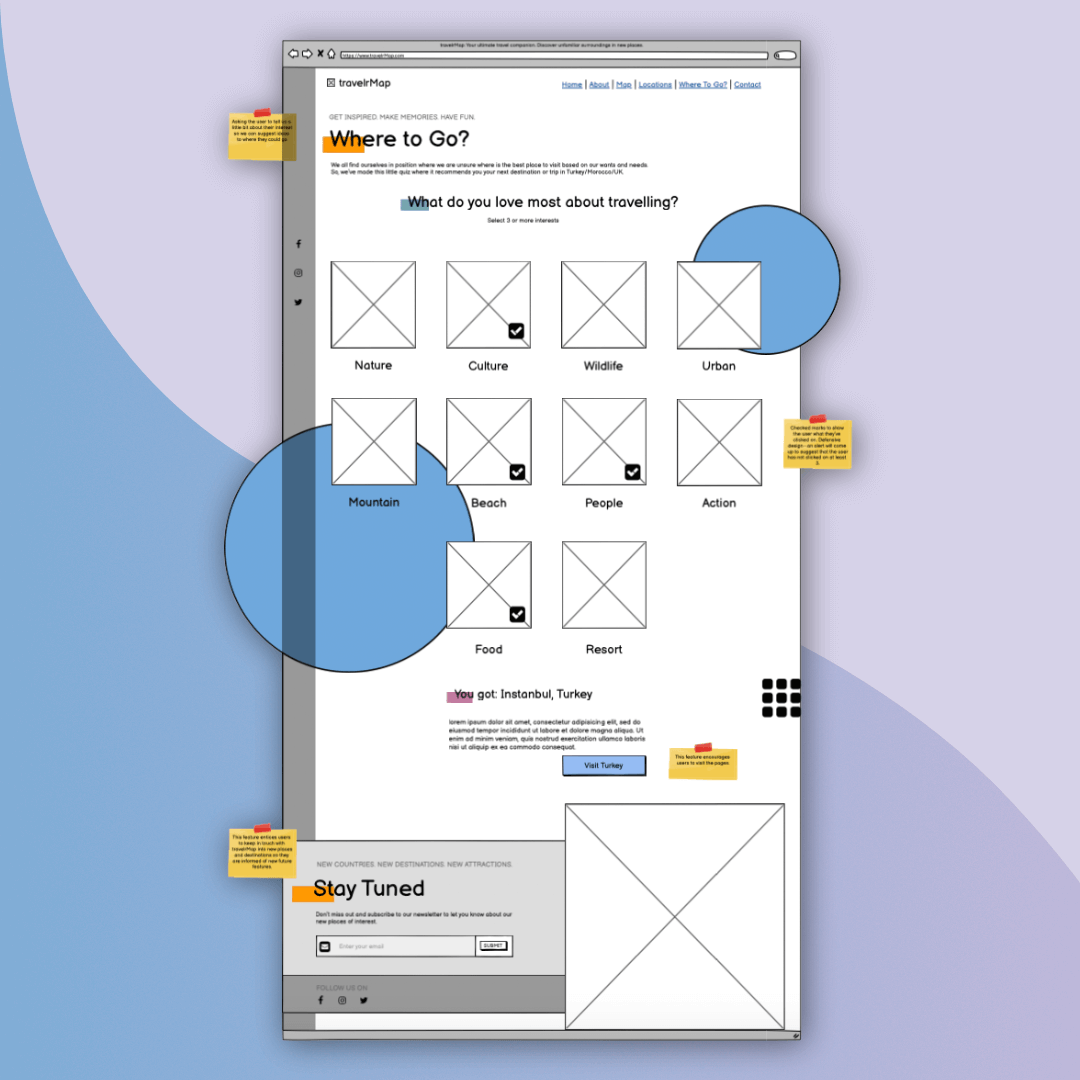 travelrMap: Your ultimate travel companion. Discover unfamiliar surroundings in new places.
https://www.travelrMap.com
travelrMap
Home | About | Map | Locations | Where To Go? | Contact
Asking the user to tell us a
little bit about their interest
so we can suggest ideas
to where they could go
GET INSPIRED. MAKE MEMORIES. HAVE FUN.
Where to Go?
We all find ourselves in position where we are unsure where is the best place to visit based on our wants and needs.
So, we've made this little quiz where it recommends you your next destination or trip in Turkey/Morocco/UK.
What do you love most about travelling?
Select 3 or more interests
Nature
Culture
Wildlife
Urban
Checked marks to show
the user what they've
clicked on. Defensive
design - an alert will come
up to suggest that the user
has not clicked on at least
3.
Mountain
Beach
People
Action
Food
Resort
You got: Instanbul, Turkey
lorem ipsum dolor sit amet, consectetur adipisicing elit, sed do
eiusmod tempor incididunt ut labore et dolore magna aliqua. Ut
enim ad minim veniam, quis nostrud exercitation ullamco laboris
nisi ut aliquip ex ea commodo consequat.
Visit Turkey
This feature encourages
users to visit the pages
This feature entices users
to keep in touch with
travelrMap into new places
and destinations so they
are informed of new future
features.
NEW COUNTRIES. NEW DESTINATIONS. NEW ATTRACTIONS.
Stay Tuned
Don't miss out and subscribe to our newsletter to let you know about our
new places of interest.
Enter your email
SUBMIT
FOLLOW US ON